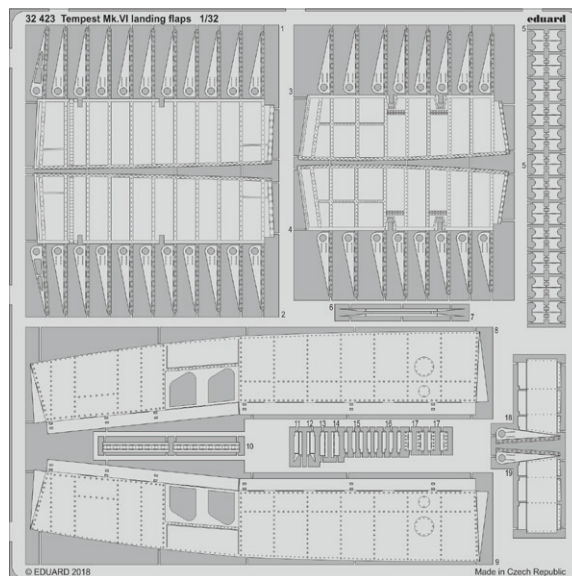 32 423 Tempest Mk.VI landing flaps 1/32
eduard
1
5
3
5
4
2
6
7
8
11 12 13 14 15 16 17 17
18
10
19
9
© EDUARD 2018
Made in Czech Republic